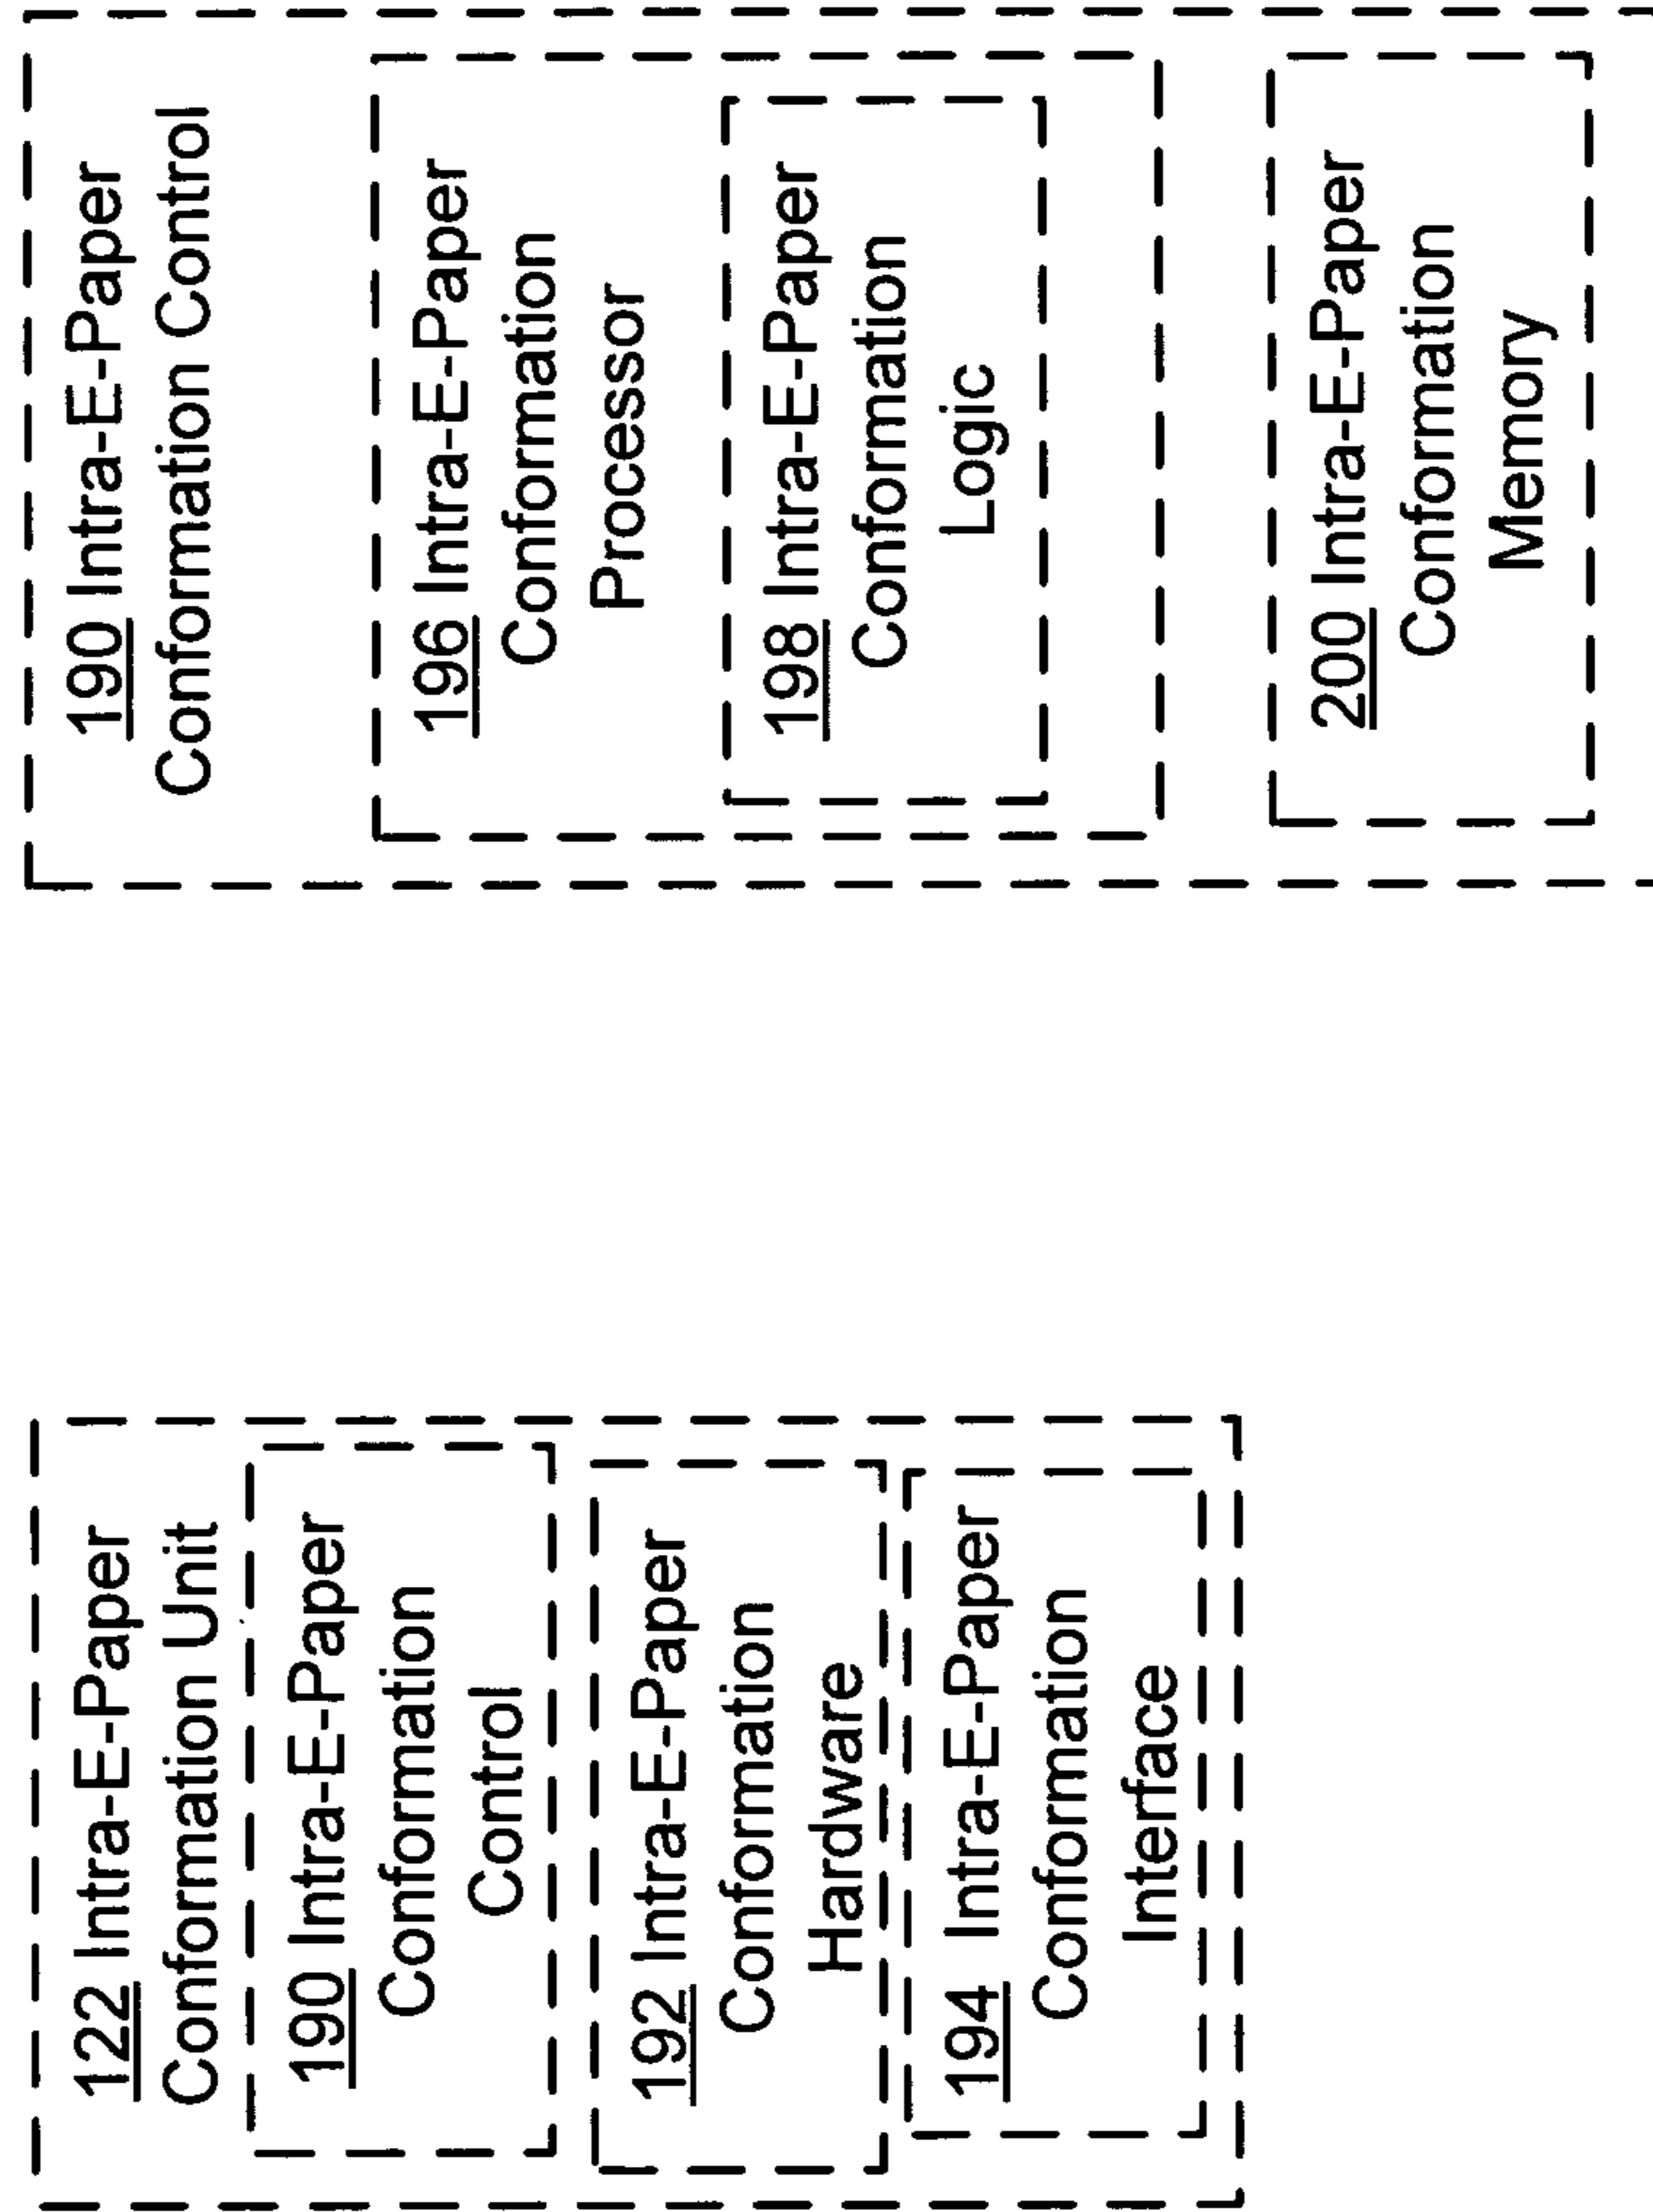 122 Intra-E-Paper
Conformation Unit
190 Intra-E-Paper
Conformation
Control
192 Intra-E-Paper
Conformation
Hardware
194 Intra-E-Paper
Conformation
Interface
190 Intra-E-Paper
Conformation Control
196 Intra-E-Paper
Conformation
Processor
198 Intra-E-Paper
Conformation
Logic
200 Intra-E-Paper
Conformation
Memory